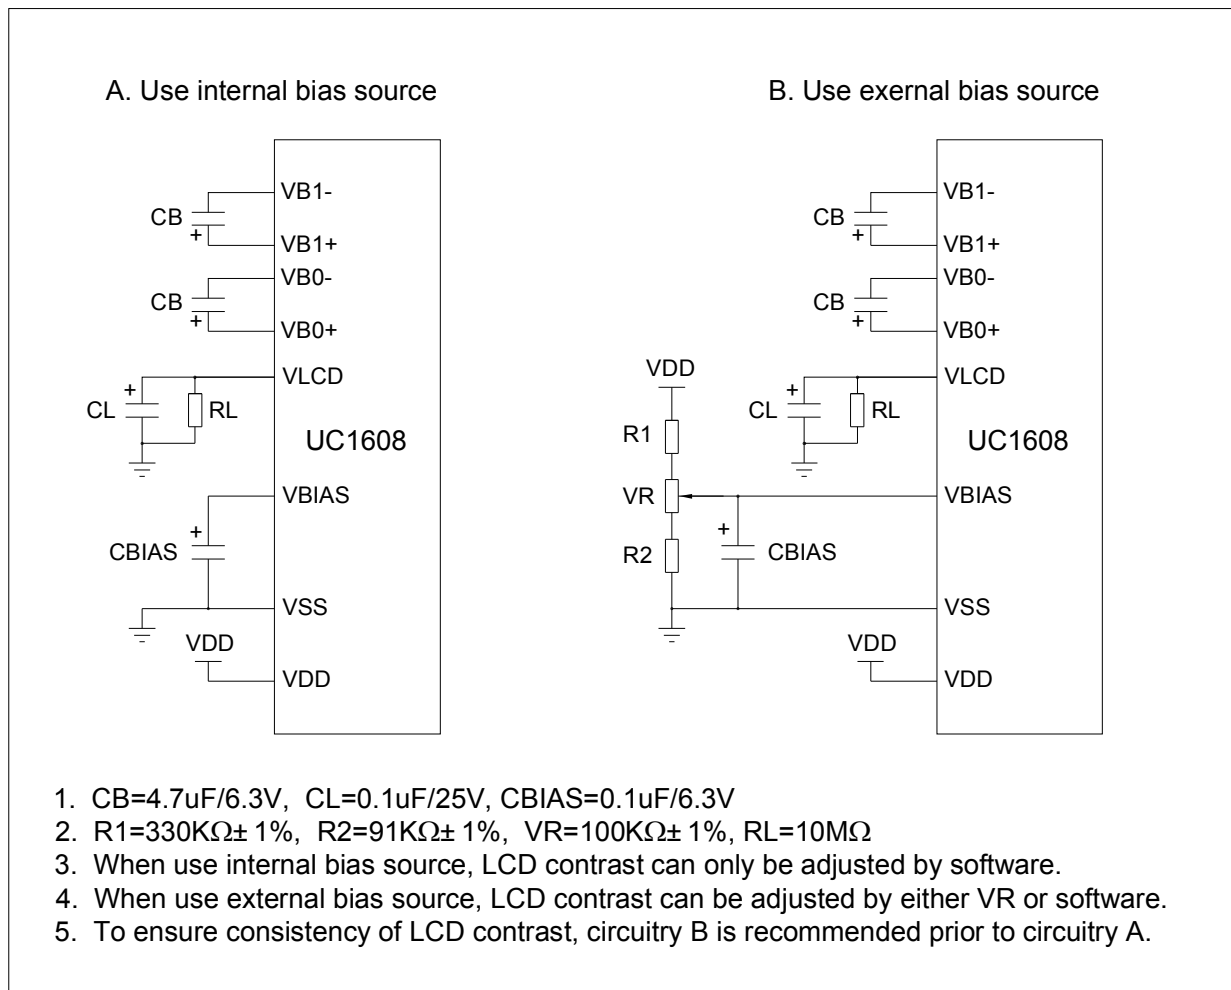 A. Use internal bias source
VB1-
CB
+
VB1+
VB0-
CB
+
VB0+
VLCD
+
CL
RL
UC1608
VBIAS
+
CBIAS
VSS
VDD
VDD
B. Use exernal bias source
VB1-
CB
+
VB1+
VB0-
CB
+
VB0+
VDD
VLCD
+
CL
RL
R1
UC1608
VR
VBIAS
+
R2
CBIAS
VSS
VDD
VDD
1. CB=4.7uF/6.3V, CL=0.1uF/25V, CBIAS=0.1uF/6.3V
2. R1=330KΩ± 1%, R2=91KΩ± 1%, VR=100KΩ± 1%, RL=10MΩ
3. When use internal bias source, LCD contrast can only be adjusted by software.
4. When use external bias source, LCD contrast can be adjusted by either VR or software.
5. To ensure consistency of LCD contrast, circuitry B is recommended prior to circuitry A.